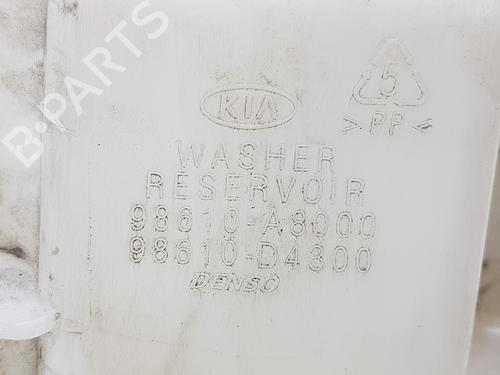 B-PARTS
KIA
5
>PP<
WASHER
RESERVOIR
98610-A8000
98610-D4300
DENSO